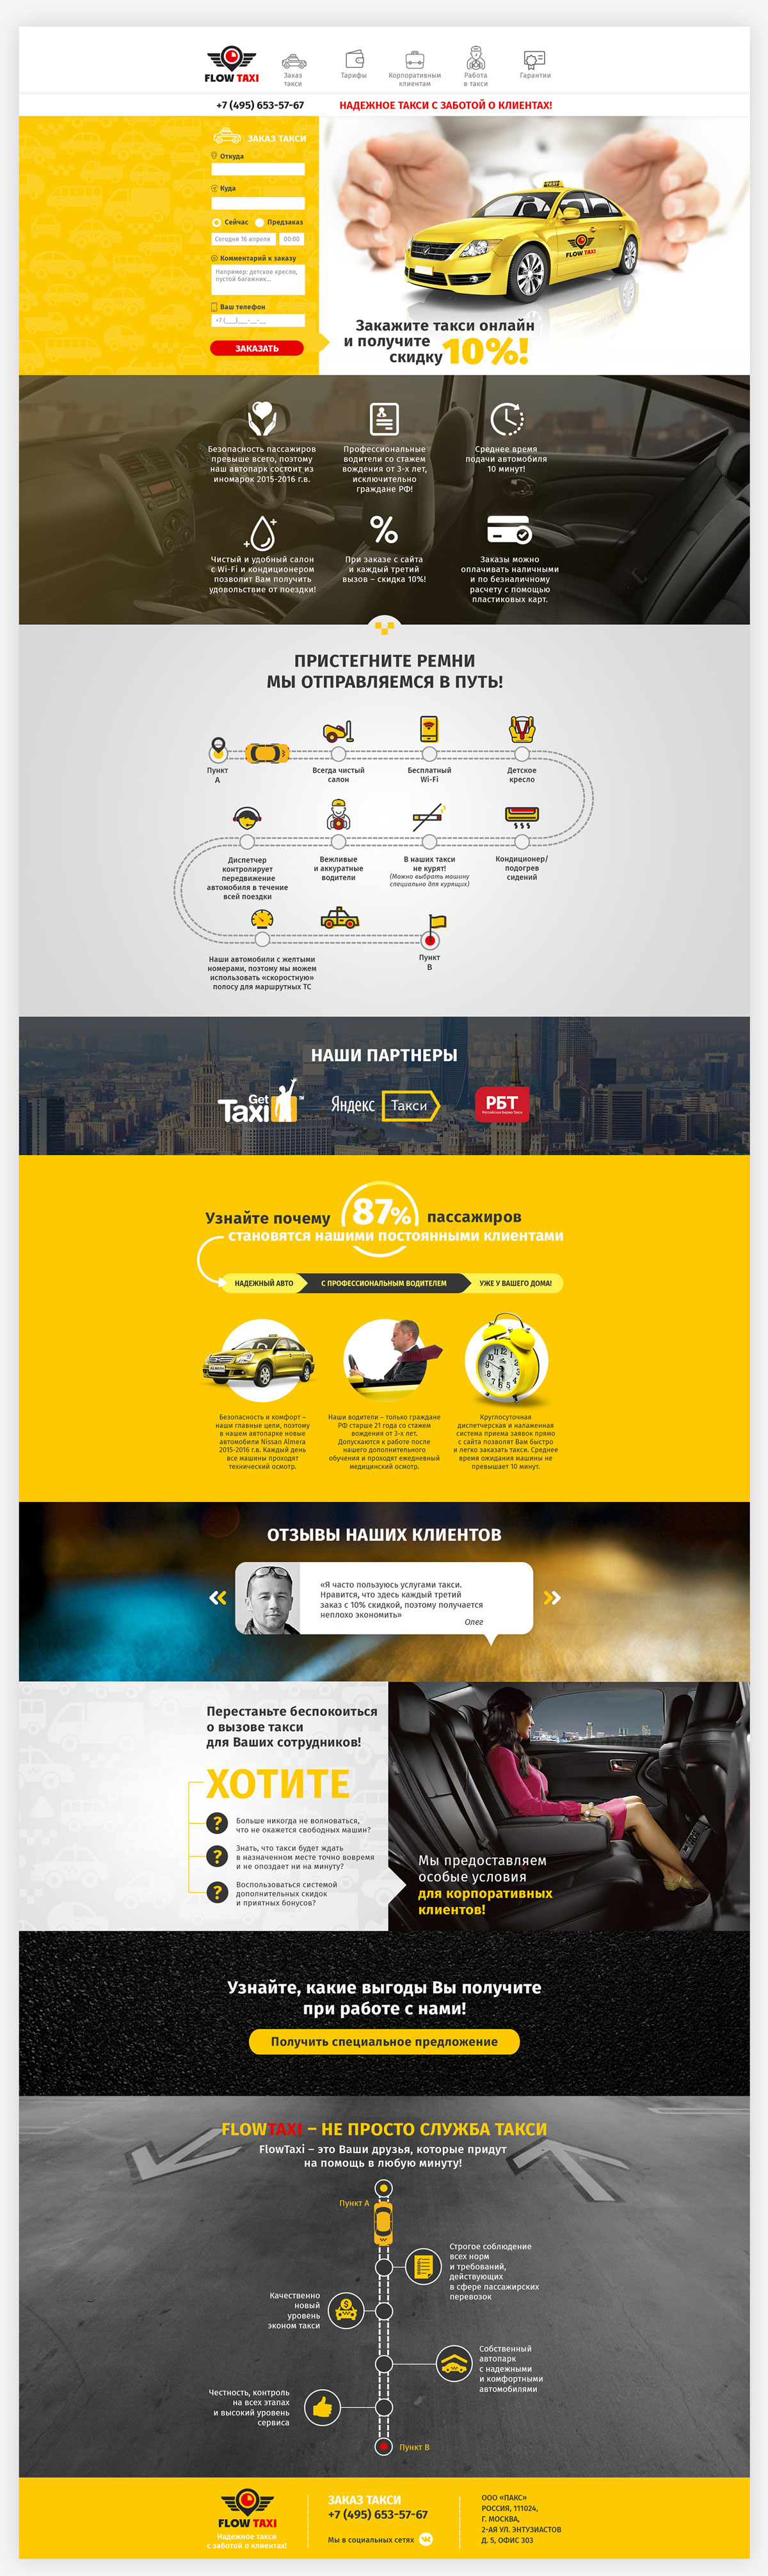 FLOW TAXI
Заказ
такси
Тарифы
Корпоративным
клиентам
Работа
в такси
Гарантии
+7 (495) 653-57-67
НАДЕЖНОЕ ТАКСИ С ЗАБОТОЙ О КЛИЕНТАХ!
ЗАКАЗ ТАКСИ
Откуда
Куда
Сейчас
Предзаказ
Сегодня 16 апреля
00:00
Комментарий к заказу
Например: детское кресло,
пустой багажник...
Ваш телефон
+7 (___)___-__-__
ЗАКАЗАТЬ
TAXI
FLOW TAXI
Закажите такси онлайн
и получите
скидку 10%!
Безопасность пассажиров
превыше всего, поэтому
наш автопарк состоит из
иномарок 2015-2016 г.в.
Профессиональные
водители со стажем
вождения от 3-х лет,
исключительно
граждане РФ!
Среднее время
подачи автомобиля
10 минут!
Чистый и удобный салон
с Wi-Fi и кондиционером
позволит Вам получить
удовольствие от поездки!
%
При заказе с сайта
и каждый третий
вызов – скидка 10%!
Заказы можно
оплачивать наличными
и по безналичному
расчету с помощью
пластиковых карт.
ПРИСТЕГНИТЕ РЕМНИ
МЫ ОТПРАВЛЯЕМСЯ В ПУТЬ!
Пункт
А
Всегда чистый
салон
Бесплатный
Wi-Fi
Детское
кресло
Диспетчер
контролирует
передвижение
автомобиля в течение
всей поездки
Вежливые
и аккуратные
водители
В наших такси
не курят!
(Можно выбрать машину
специально для курящих)
Кондиционер/
подогрев
сидений
Наши автомобили с желтыми
номерами, поэтому мы можем
использовать «скоростную»
полосу для маршрутных ТС
Пункт
В
НАШИ ПАРТНЕРЫ
Get
Taxi
Яндекс Такси
РБТ
Российская Биржа Такси
Узнайте почему 87% пассажиров
становятся нашими постоянными клиентами
НАДЕЖНЫЙ АВТО
С ПРОФЕССИОНАЛЬНЫМ ВОДИТЕЛЕМ
УЖЕ У ВАШЕГО ДОМА!
ALMERA
Безопасность и комфорт –
наши главные цели, поэтому
в нашем автопарке новые
автомобили Nissan Almera
2015-2016 г.в. Каждый день
все машины проходят
технический осмотр.
Наши водители – только граждане
РФ старше 21 года со стажем
вождения от 3-х лет.
Допускаются к работе после
нашего дополнительного
обучения и проходят ежедневный
медицинский осмотр.
Круглосуточная
диспетчерская и налаженная
система приема заявок прямо
с сайта позволят Вам быстро
и легко заказать такси. Среднее
время ожидания машины не
превышает 10 минут.
ОТЗЫВЫ НАШИХ КЛИЕНТОВ
«Я часто пользуюсь услугами такси.
Нравится, что здесь каждый третий
заказ с 10% скидкой, поэтому получается
неплохо экономить»
Олег
Перестаньте беспокоиться
о вызове такси
для Ваших сотрудников!
ХОТИТЕ
?
Больше никогда не волноваться,
что не окажется свободных машин?
?
Знать, что такси будет ждать
в назначенном месте точно вовремя
и не опоздает ни на минуту?
?
Воспользоваться системой
дополнительных скидок
и приятных бонусов?
Мы предоставляем
особые условия
для корпоративных
клиентов!
Узнайте, какие выгоды Вы получите
при работе с нами!
Получить специальное предложение
FLOWTAXI – НЕ ПРОСТО СЛУЖБА ТАКСИ
FlowTaxi – это Ваши друзья, которые придут
на помощь в любую минуту!
Пункт А
Строгое соблюдение
всех норм
и требований,
действующих
в сфере пассажирских
перевозок
Качественно
новый
уровень
эконом такси
Собственный
автопарк
с надежными
и комфортными
автомобилями
Честность, контроль
на всех этапах
и высокий уровень
сервиса
Пункт В
FLOW TAXI
Надежное такси
с заботой о клиентах!
ЗАКАЗ ТАКСИ
+7 (495) 653-57-67
Мы в социальных сетях
ООО «ПАКС»
РОССИЯ, 111024,
Г. МОСКВА,
2-АЯ УЛ. ЭНТУЗИАСТОВ
Д. 5, ОФИС 303